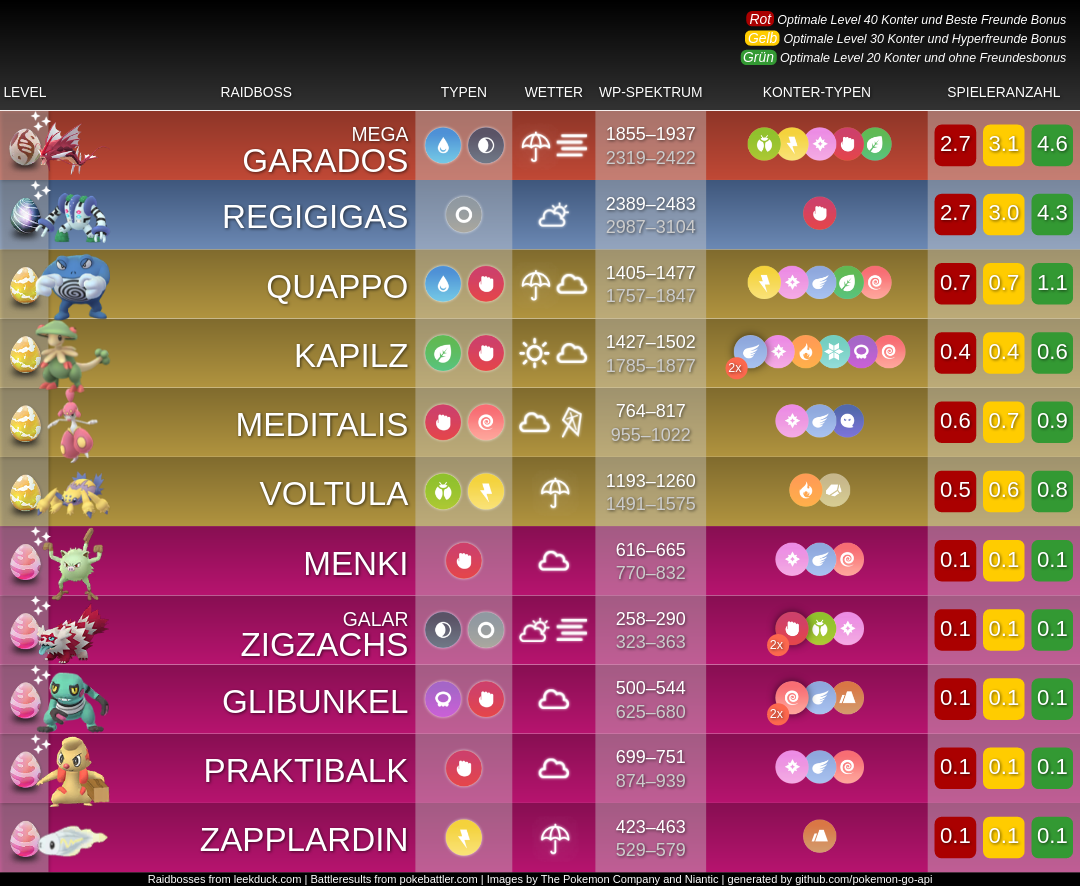 Rot Optimale Level 40 Konter und Beste Freunde Bonus
Gelb Optimale Level 30 Konter und Hyperfreunde Bonus
Grün Optimale Level 20 Konter und ohne Freundesbonus
LEVEL RAIDBOSS TYPEN WETTER WP-SPEKTRUM KONTER-TYPEN SPIELERANZAHL
MEGA
GARADOS 1855–1937 2.7 3.1 4.6
2319–2422
REGIGIGAS 2389–2483 2.7 3.0 4.3
2987–3104
QUAPPO 1405–1477 0.7 0.7 1.1
1757–1847
KAPILZ 1427–1502 0.4 0.4 0.6
1785–1877 2x
MEDITALIS 764–817 0.6 0.7 0.9
955–1022
VOLTULA 1193–1260 0.5 0.6 0.8
1491–1575
MENKI 616–665 0.1 0.1 0.1
770–832
GALAR
ZIGZACHS 258–290 0.1 0.1 0.1
323–363 2x
GLIBUNKEL 500–544 0.1 0.1 0.1
625–680 2x
PRAKTIBALK 699–751 0.1 0.1 0.1
874–939
ZAPPLARDIN 423–463 0.1 0.1 0.1
529–579
Raidbosses from leekduck.com | Battleresults from pokebattler.com | Images by The Pokemon Company and Niantic | generated by github.com/pokemon-go-api